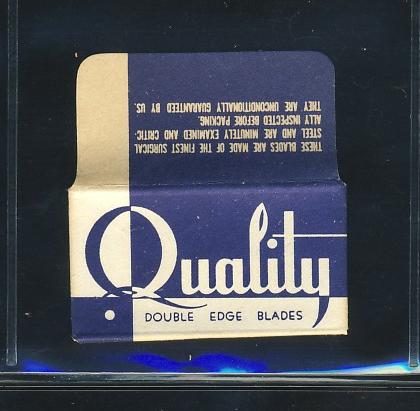 THESE BLADES ARE MADE OF THE FINEST SURGICAL
STEEL AND ARE MINUTELY EXAMINED AND CRITIC-
ALLY INSPECTED BEFORE PACKING.
THEY ARE UNCONDITIONALLY GUARANTEED BY US.
Quality
DOUBLE EDGE BLADES